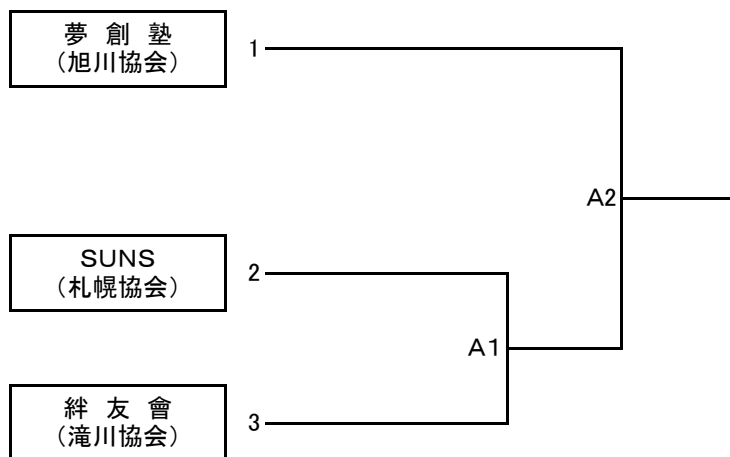 夢 創 塾
（旭川協会）
1
A2
SUNS
（札幌協会）
2
A1
絆 友 會
（滝川協会）
3